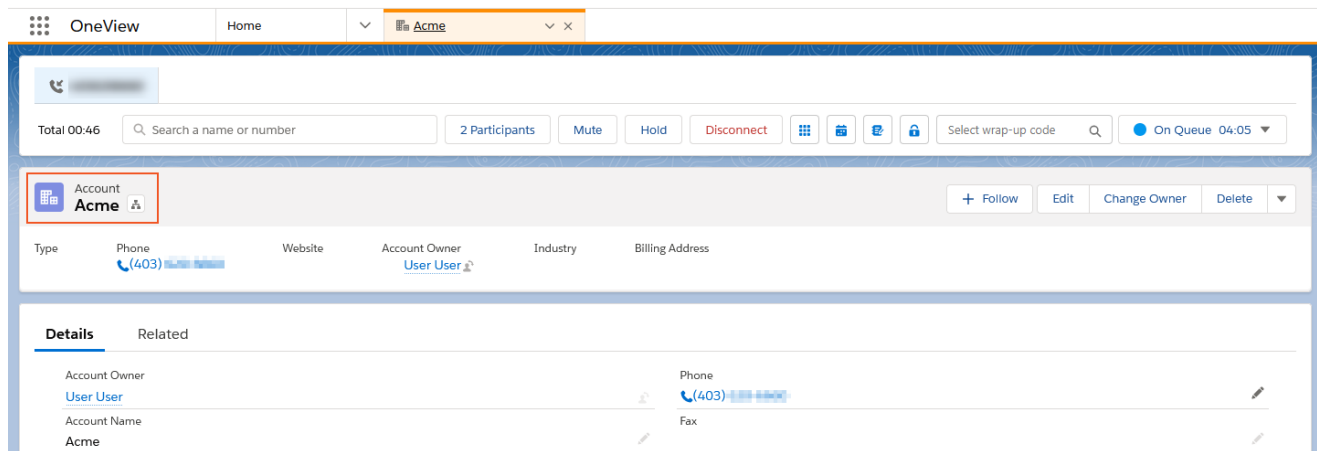 OneView Home Acme
Total 00:46 Search a name or number 2 Participants Mute Hold Disconnect Select wrap-up code On Queue 04:05
Account
Acme
Follow Edit Change Owner Delete
Type Phone Website Account Owner Industry Billing Address
(403) User User
Details Related
Account Owner Phone
User User (403)
Account Name Fax
Acme